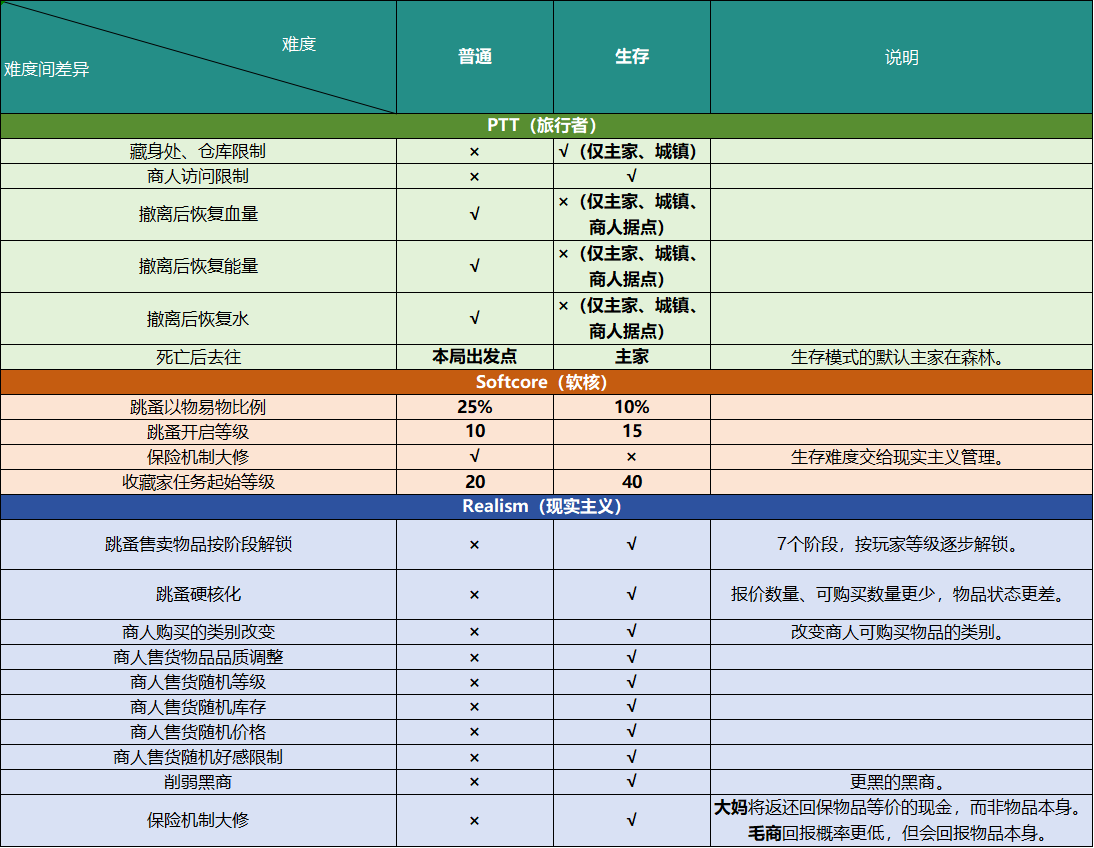 难度
难度间差异
普通
生存
说明
PTT（旅行者）
藏身处、仓库限制 × √（仅主家、城镇）
商人访问限制 × √
撤离后恢复血量 √ ×（仅主家、城镇、
商人据点）
撤离后恢复能量 √ ×（仅主家、城镇、
商人据点）
撤离后恢复水 √ ×（仅主家、城镇、
商人据点）
死亡后去往 本局出发点 主家 生存模式的默认主家在森林。
Softcore（软核）
跳蚤以物易物比例 25% 10%
跳蚤开启等级 10 15
保险机制大修 √ × 生存难度交给现实主义管理。
收藏家任务起始等级 20 40
Realism（现实主义）
跳蚤售卖物品按阶段解锁 × √ 7个阶段，按玩家等级逐步解锁。
跳蚤硬核化 × √ 报价数量、可购买数量更少，物品状态更差。
商人购买的类别改变 × √ 改变商人可购买物品的类别。
商人售货物品品质调整 × √
商人售货随机等级 × √
商人售货随机库存 × √
商人售货随机价格 × √
商人售货随机好感限制 × √
削弱黑商 × √ 更黑的黑商。
保险机制大修 × √ 大妈将返还回保物品等价的现金，而非物品本身。
毛商回报概率更低，但会回报物品本身。